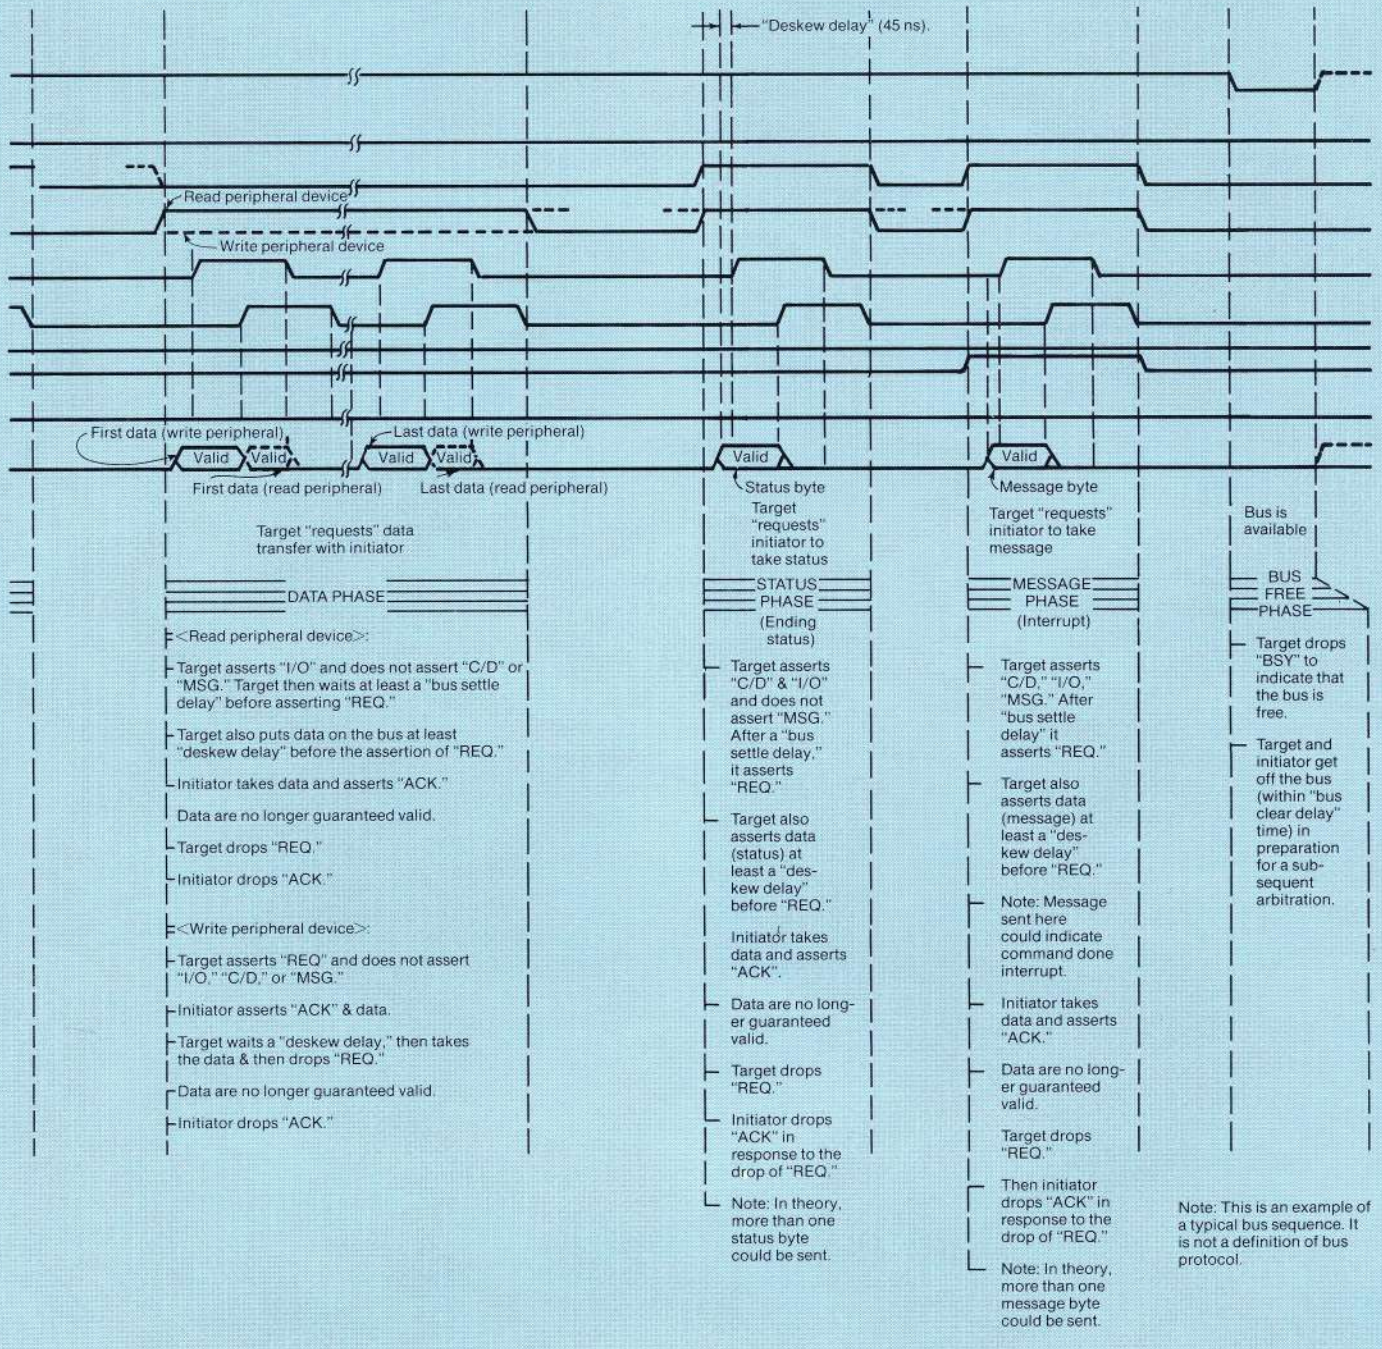 "Deskew delay" (45 ns).
Read peripheral device
Write peripheral device
First data (write peripheral)
Last data (write peripheral)
Valid
Valid
Valid
Valid
Valid
Valid
First data (read peripheral)
Last data (read peripheral)
Status byte
Message byte
Target "requests" data
transfer with initiator
Target
"requests"
initiator to
take status
Target "requests"
initiator to take
message
Bus is
available
DATA PHASE
STATUS
PHASE
(Ending
status)
MESSAGE
PHASE
(Interrupt)
BUS
FREE
PHASE
<Read peripheral device>:
Target asserts "I/O" and does not assert "C/D" or
"MSG." Target then waits at least a "bus settle
delay" before asserting "REQ."
Target also puts data on the bus at least
"deskew delay" before the assertion of "REQ."
Initiator takes data and asserts "ACK."
Data are no longer guaranteed valid.
Target drops "REQ."
Initiator drops "ACK."
<Write peripheral device>:
Target asserts "REQ" and does not assert
"I/O," "C/D," or "MSG."
Initiator asserts "ACK" & data.
Target waits a "deskew delay," then takes
the data & then drops "REQ."
Data are no longer guaranteed valid.
Initiator drops "ACK."
Target asserts
"C/D" & "I/O"
and does not
assert "MSG."
After a "bus
settle delay,"
it asserts
"REQ."
Target also
asserts data
(status) at
least a "des-
kew delay"
before "REQ."
Initiator takes
data and asserts
"ACK".
Data are no long-
er guaranteed
valid.
Target drops
"REQ."
Initiator drops
"ACK" in
response to the
drop of "REQ."
Note: In theory,
more than one
status byte
could be sent.
Target asserts
"C/D," "I/O,"
"MSG." After
"bus settle
delay" it
asserts "REQ."
Target also
asserts data
(message) at
least a "des-
kew delay"
before "REQ."
Note: Message
sent here
could indicate
command done
interrupt.
Initiator takes
data and asserts
"ACK."
Data are no long-
er guaranteed
valid.
Target drops
"REQ."
Then initiator
drops "ACK" in
response to the
drop of "REQ."
Note: In theory,
more than one
message byte
could be sent.
Target drops
"BSY" to
indicate that
the bus is
free.
Target and
initiator get
off the bus
(within "bus
clear delay"
time) in
preparation
for a sub-
sequent
arbitration.
Note: This is an example of
a typical bus sequence. It
is not a definition of bus
protocol.